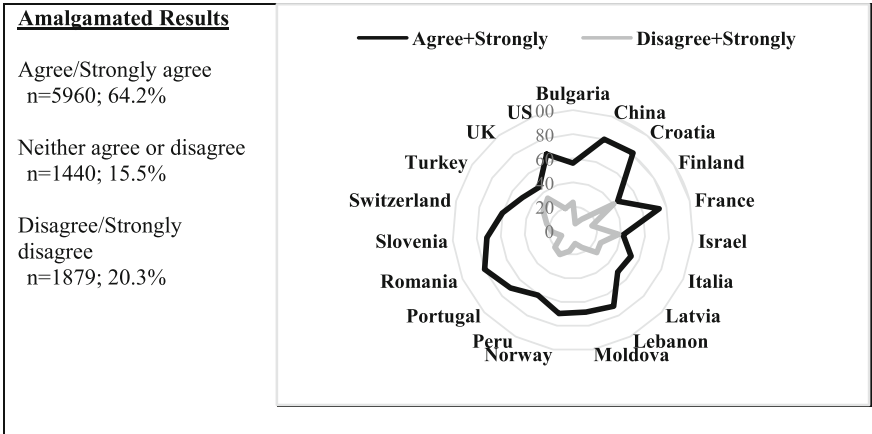 Amalgamated Results
Agree/Strongly agree
n=5960; 64.2%
Neither agree or disagree
n=1440; 15.5%
Disagree/Strongly
disagree
n=1879; 20.3%
Agree+Strongly
Disagree+Strongly
Bulgaria
China
Croatia
Finland
France
Israel
Italia
Latvia
Lebanon
Moldova
Norway
Peru
Portugal
Romania
Slovenia
Switzerland
Turkey
UK
US
00
80
60
40
20
0